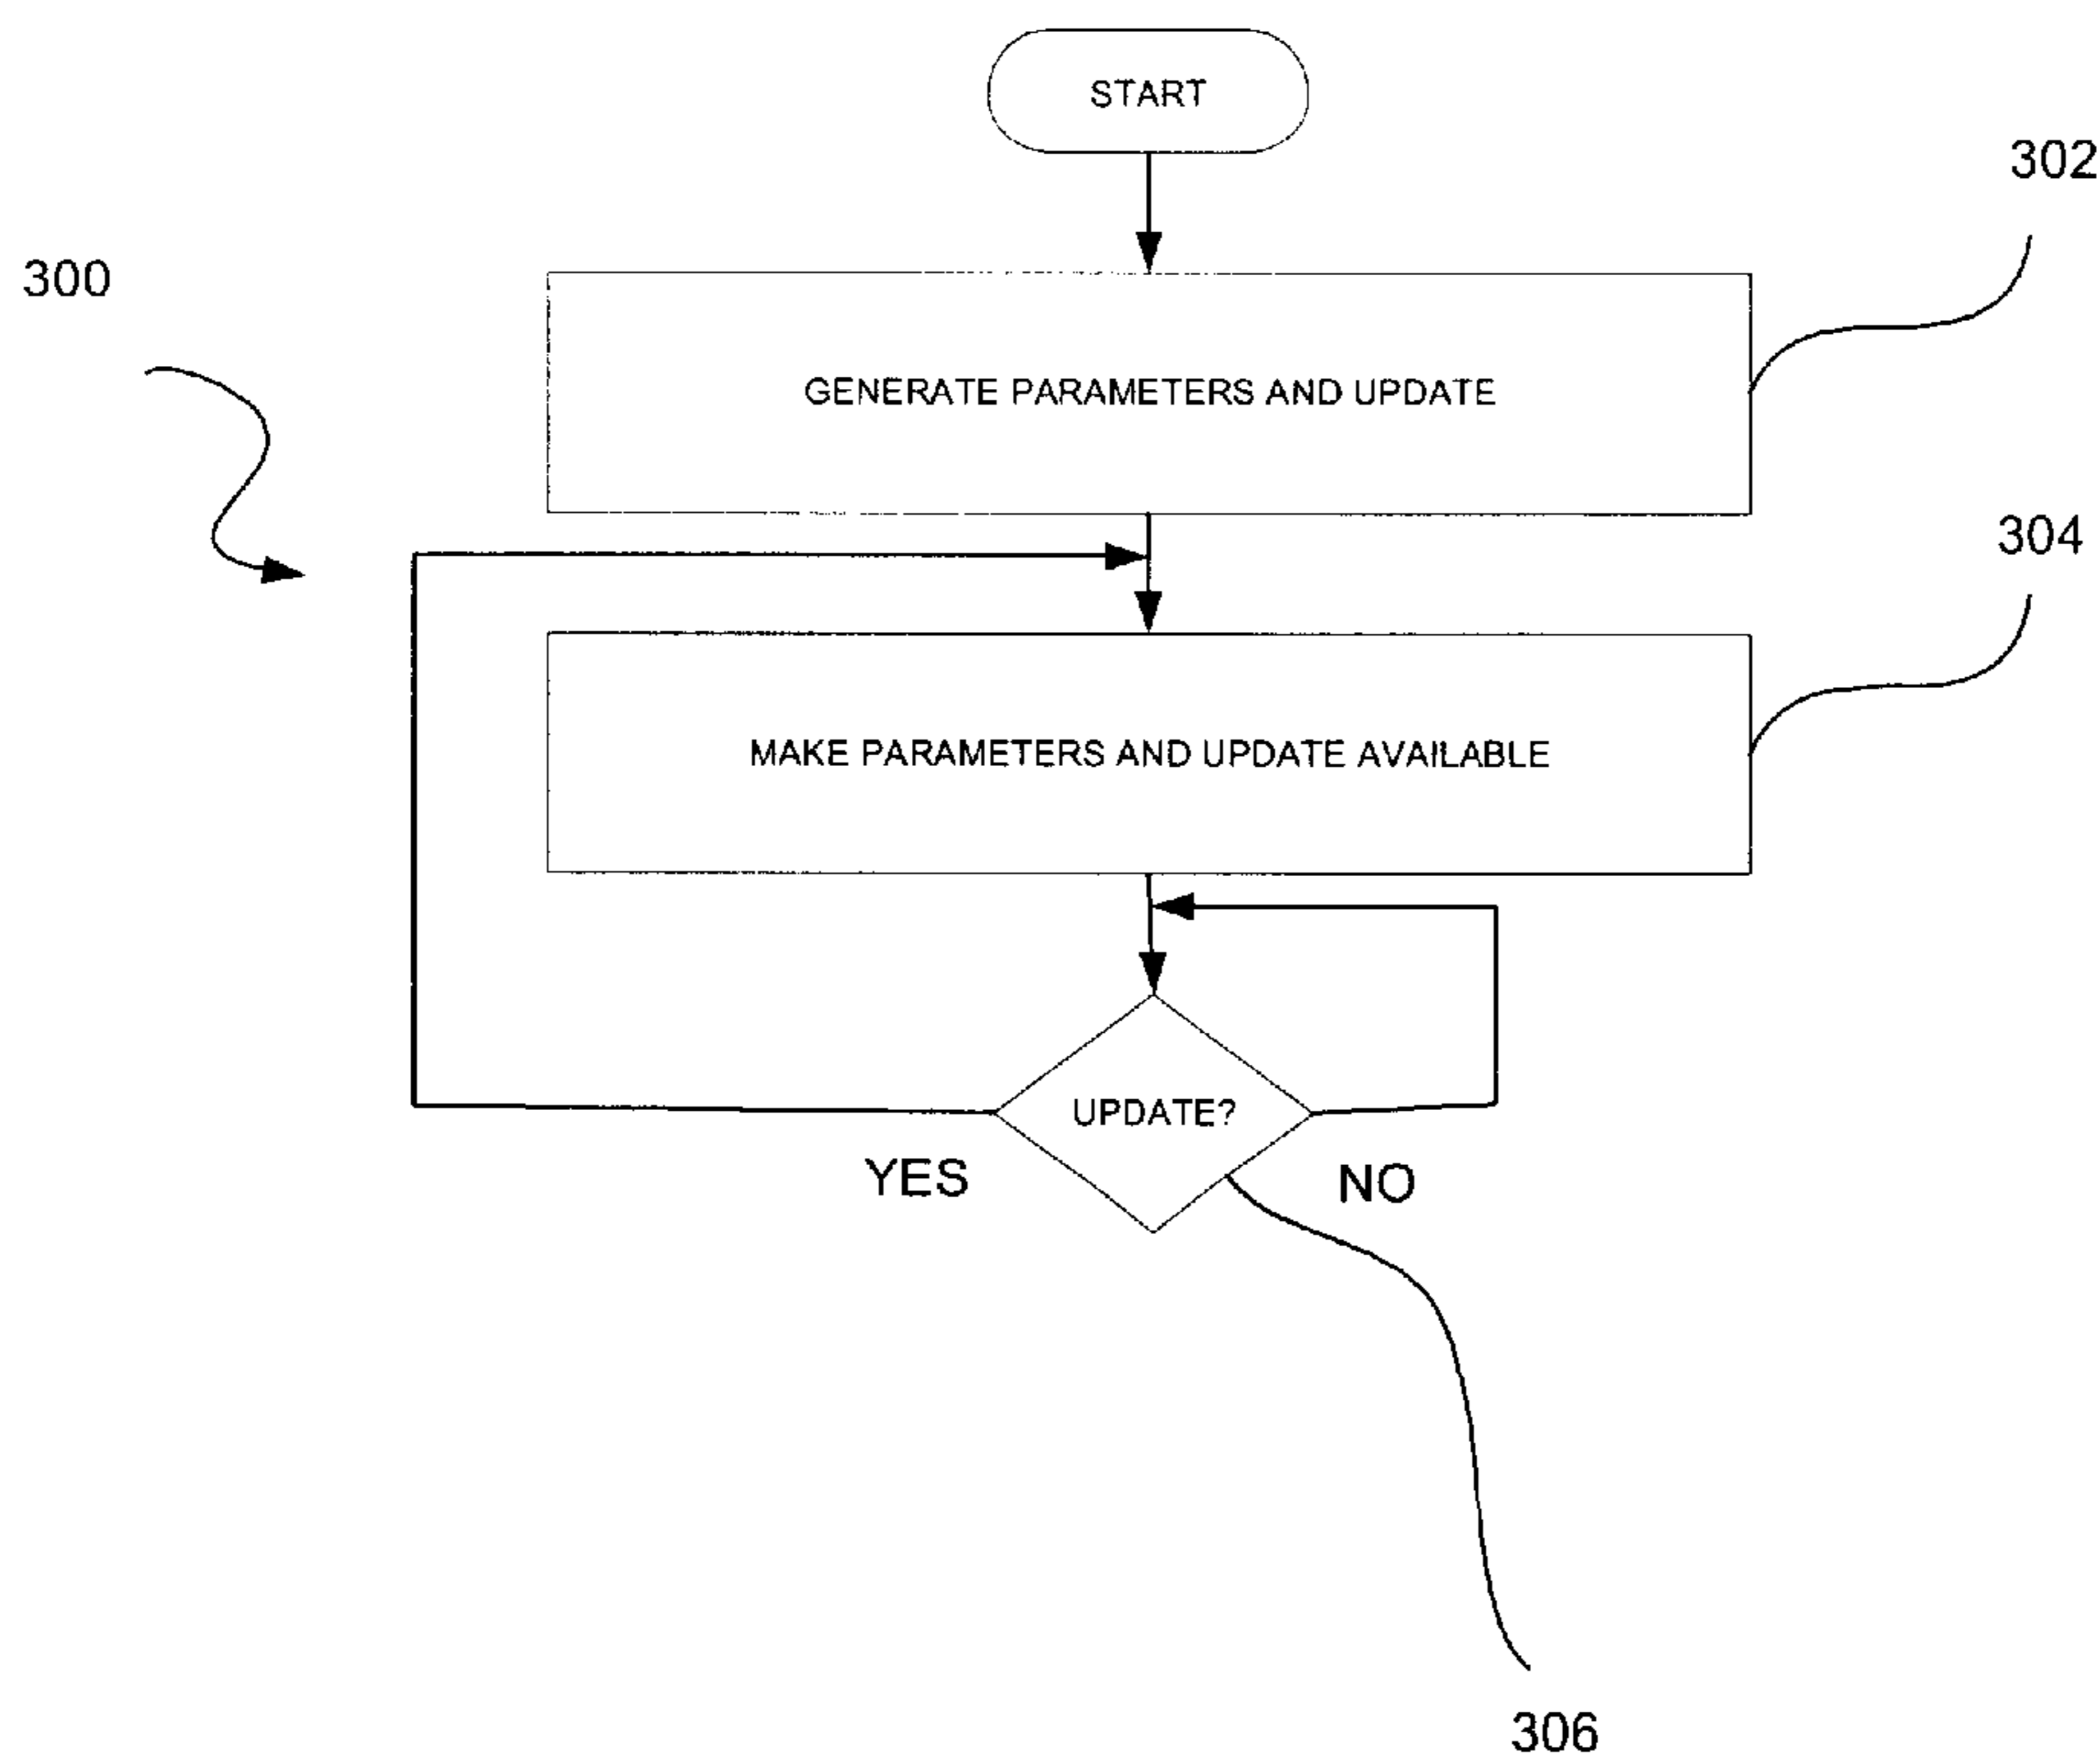 START
302
300
GENERATE PARAMETERS AND UPDATE
304
MAKE PARAMETERS AND UPDATE AVAILABLE
UPDATE?
YES
NO
306